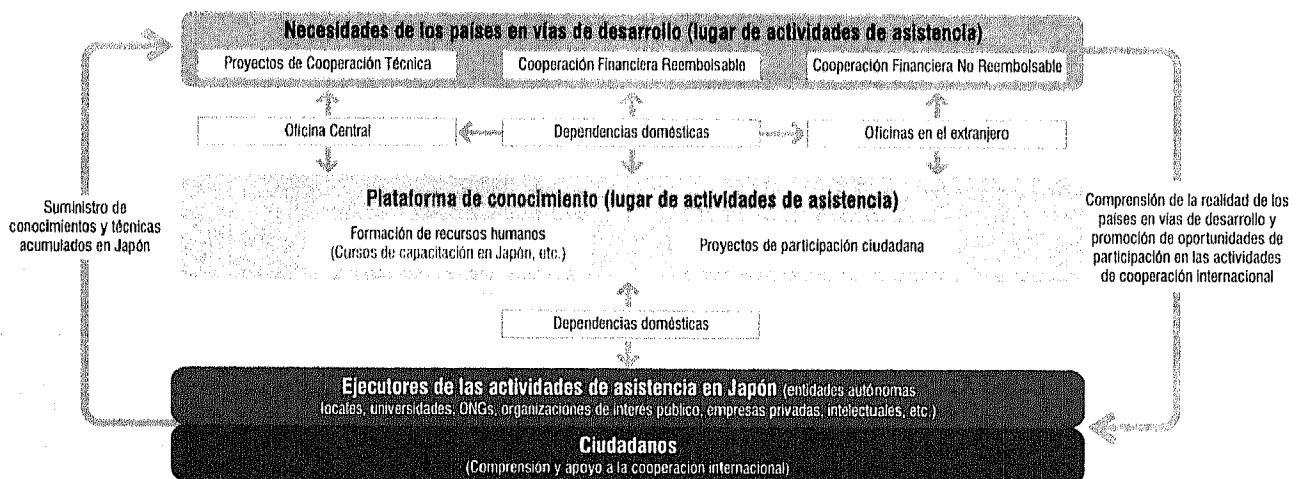 Necesidades de los países en vías de desarrollo (lugar de actividades de asistencia)
Proyectos de Cooperación Técnica
Cooperación Financiera Reembolsable
Cooperación Financiera No Reembolsable
Oficina Central
Dependencias domésticas
Oficinas en el extranjero
Plataforma de conocimiento (lugar de actividades de asistencia)
Formación de recursos humanos
(Cursos de capacitación en Japón, etc.)
Proyectos de participación ciudadana
Suministro de
conocimientos y técnicas
acumulados en Japón
Comprensión de la realidad de los
países en vías de desarrollo y
promoción de oportunidades de
participación en las actividades
de cooperación internacional
Dependencias domésticas
Ejecutores de las actividades de asistencia en Japón (entidades autónomas
locales, universidades, ONGs, organizaciones de interés público, empresas privadas, intelectuales, etc.)
Ciudadanos
(Comprensión y apoyo a la cooperación internacional)